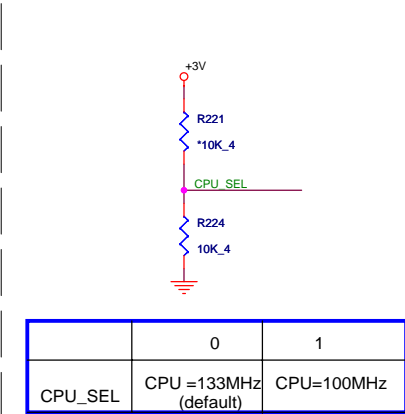 +3V
R221
*10K_4
CPU_SEL
R224
10K_4
0 1
CPU_SEL CPU =133MHz CPU=100MHz
(default)